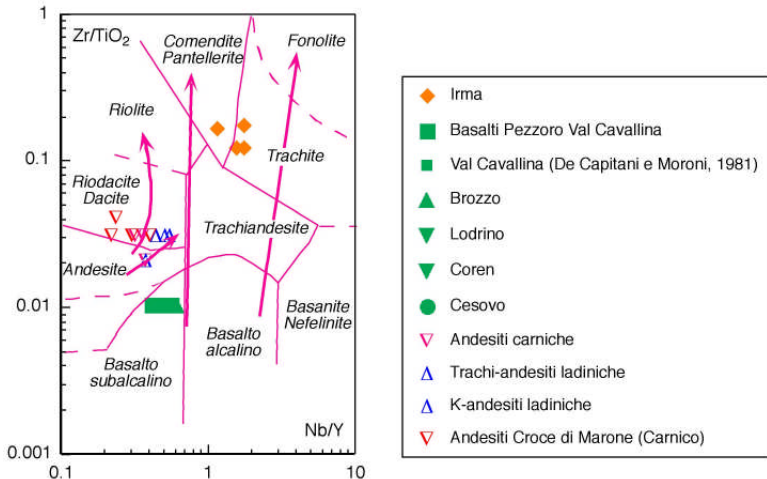 1
Zr/TiO2
Comendite
Pantellerite
Fonolite
Riolite
0.1
Trachite
Riodacite
Dacite
Trachiandesite
Andesite
0.01
Basanite
Nefelinite
Basalto
alcalino
Basalto
subalcalino
Nb/Y
0.001
0.1
1
10
Irma
Basalti Pezzoro Val Cavallina
Val Cavallina (De Capitani e Moroni, 1981)
Brozzo
Lodrino
Coren
Cesovo
Andesiti carniche
Trachi-andesiti ladiniche
K-andesiti ladiniche
Andesiti Croce di Marone (Carnico)